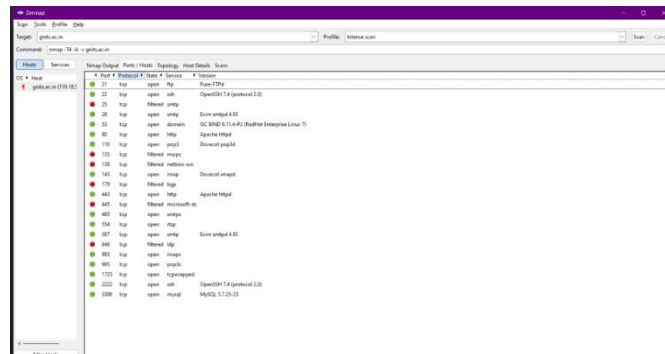 Zenmap
Scan Tools Profile Help
Target: gnits.ac.in Profile: Intense scan Scan
Command: nmap -T4 -A -v gnits.ac.in
Hosts Services Nmap Output Ports / Hosts Topology Host Details Scans
OS Host
gnits.ac.in (119.18.5
Port Protocol State Service Version
21 tcp open ftp Pure-FTPd
22 tcp open ssh OpenSSH 7.4 (protocol 2.0)
25 tcp filtered smtp
26 tcp open smtp Exim smtpd 4.95
53 tcp open domain ISC BIND 9.11.4-P2 (RedHat Enterprise Linux 7)
80 tcp open http Apache httpd
110 tcp open pop3 Dovecot pop3d
135 tcp filtered msrpc
139 tcp filtered netbios-ssn
143 tcp open imap Dovecot imapd
179 tcp filtered bgp
443 tcp open http Apache httpd
445 tcp filtered microsoft-ds
465 tcp open smtps
554 tcp open rtsp
587 tcp open smtp Exim smtpd 4.95
646 tcp filtered ldp
993 tcp open imaps
995 tcp open pop3s
1723 tcp open tcpwrapped
2222 tcp open ssh OpenSSH 7.4 (protocol 2.0)
3306 tcp open mysql MySQL 5.7.23-23